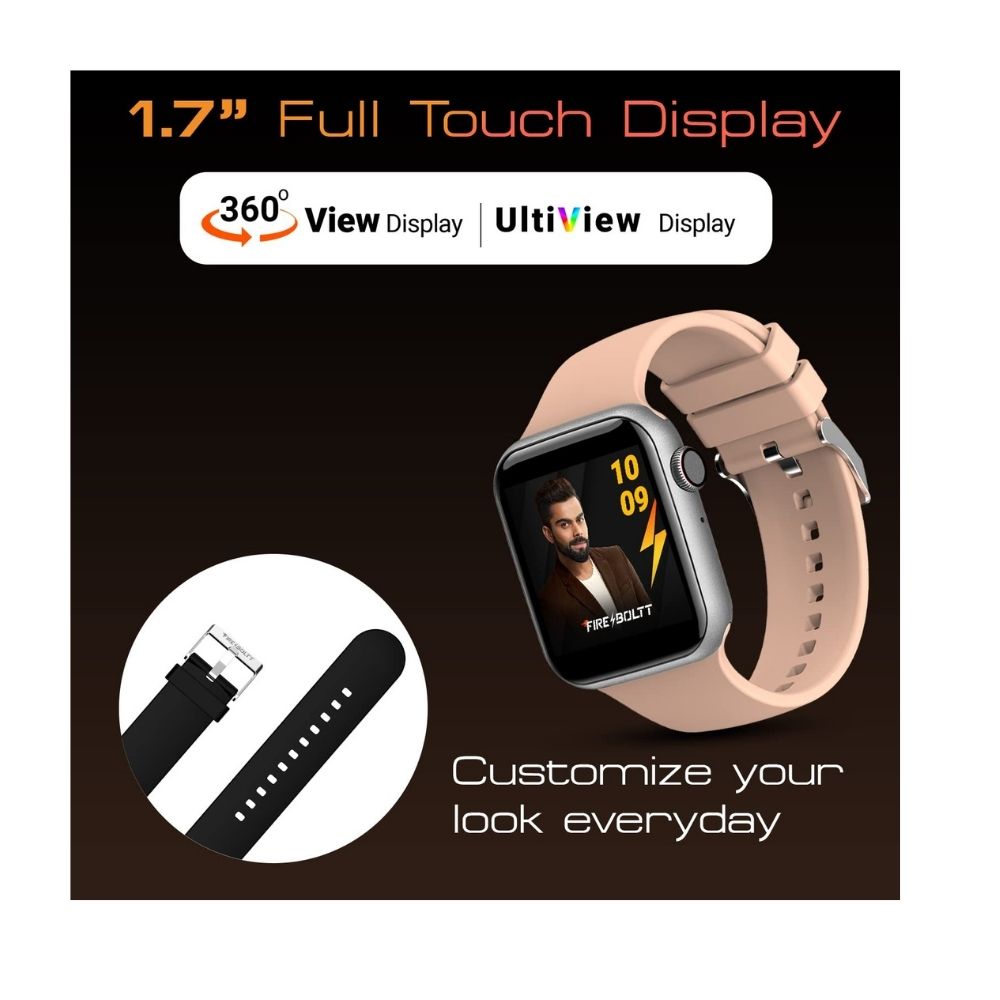 1.7” Full Touch Display
360° View Display | UltiView Display
10
09
FIRE BOLTT
FIRE BOLTT
Customize your
look everyday